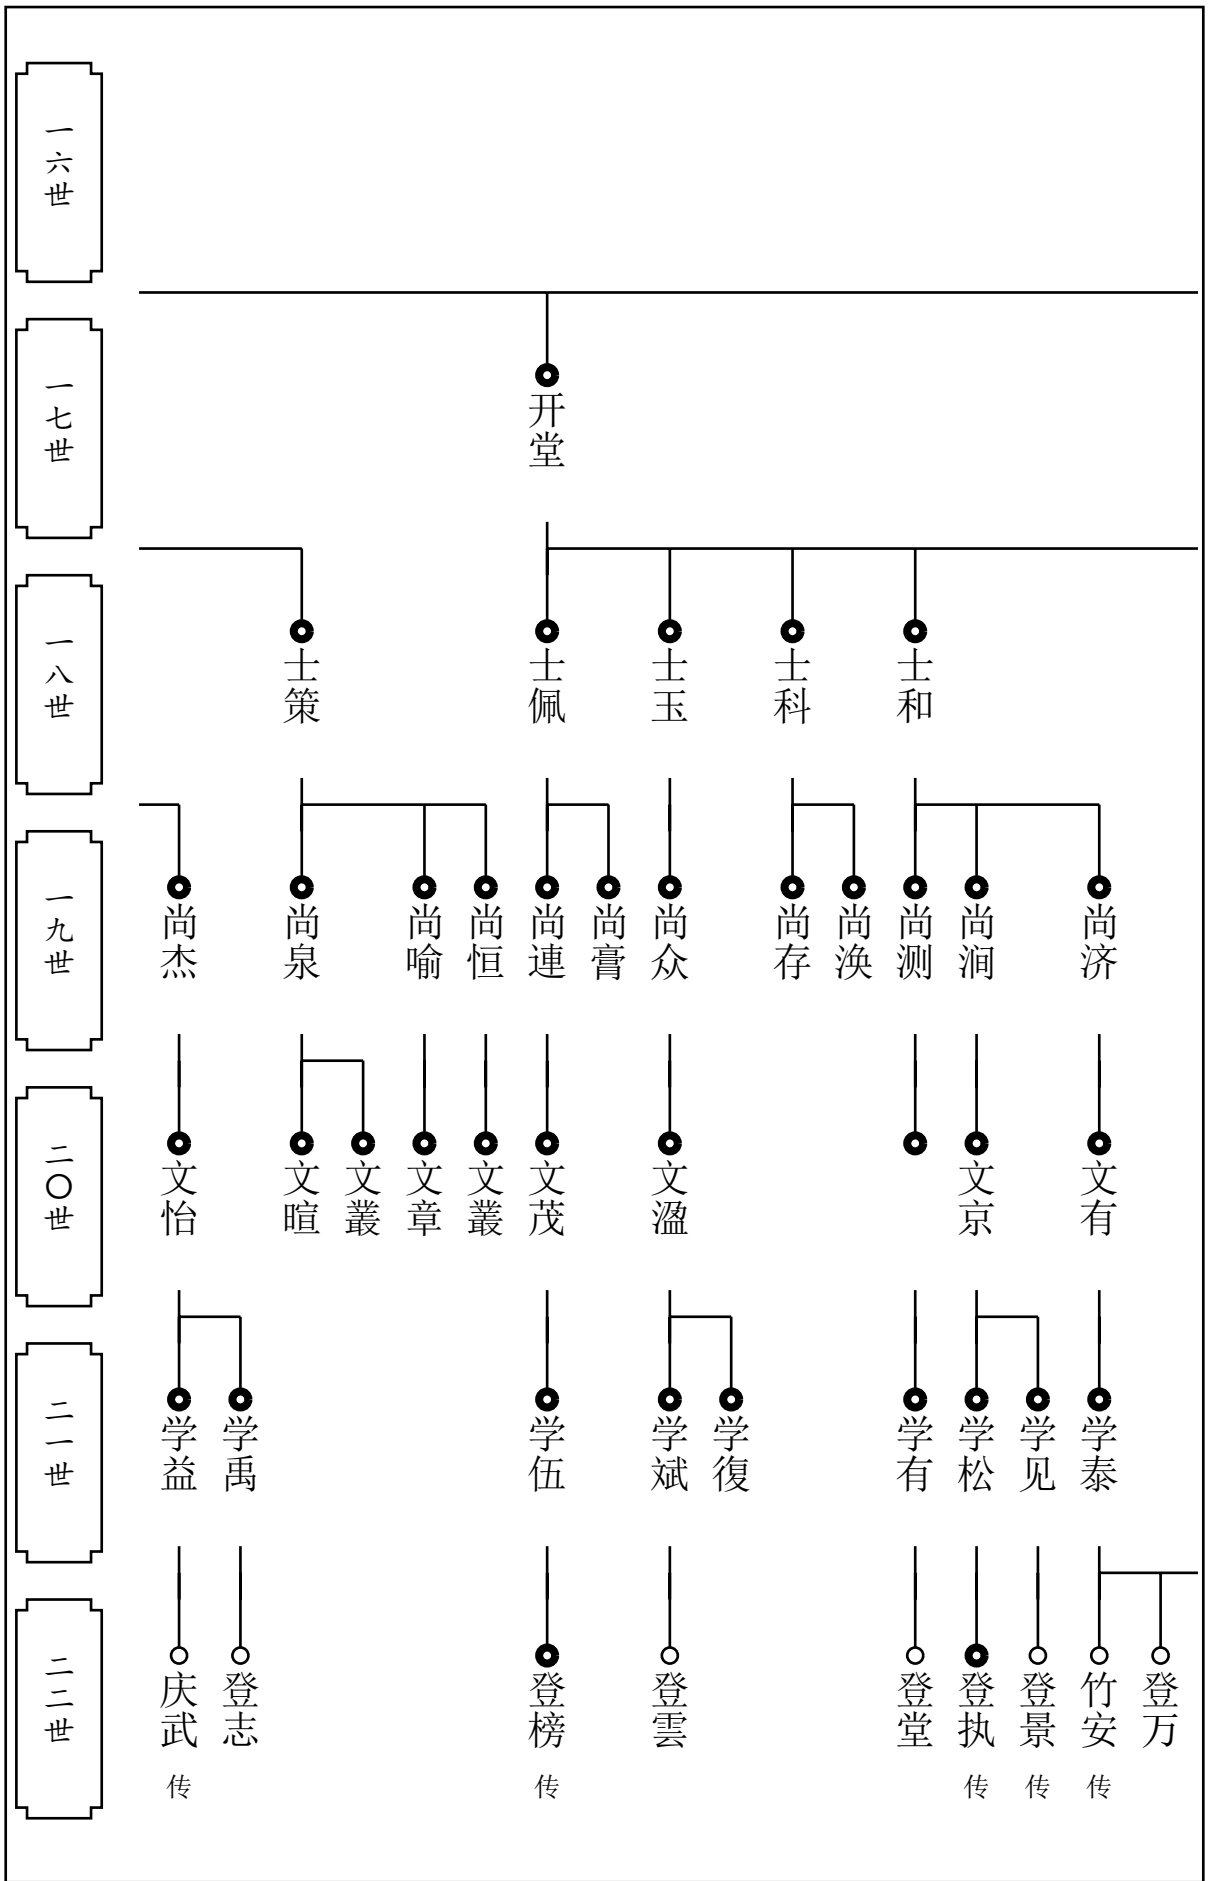 一六世
一七世
开堂
一八世
士策
士佩
士玉
士科
士和
一九世
尚杰
尚泉
尚喻
尚恒
尚連
尚膏
尚众
尚存
尚涣
尚测
尚涧
尚济
二〇世
文怡
文暄
文叢
文章
文叢
文茂
文溫
文京
文有
二一世
学益
学禹
学伍
学斌
学復
学有
学松
学见
学泰
二二世
庆武 传
登志
登榜 传
登雲
登堂
登执 传
登景 传
竹安 传
登万